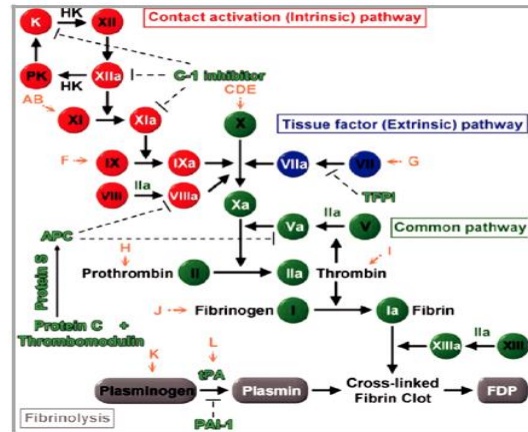 Contact activation (Intrinsic) pathway
K
HK
XII
PK
HK
XIIa
C-1 inhibitor
AB
XI
XIa
CDE
X
Tissue factor (Extrinsic) pathway
F
IX
IXa
VIIa
VII
G
VIII
IIa
VIIIa
TFPI
Xa
APC
Va
IIa
V
Common pathway
H
I
Protein S
Prothrombin
II
IIa
Thrombin
J
Fibrinogen
I
Ia
Fibrin
Protein C +
Thrombomodulin
XIIIa
IIa
XIII
K
L
tPA
Plasminogen
Plasmin
Cross-linked
Fibrin Clot
FDP
PAI-1
Fibrinolysis